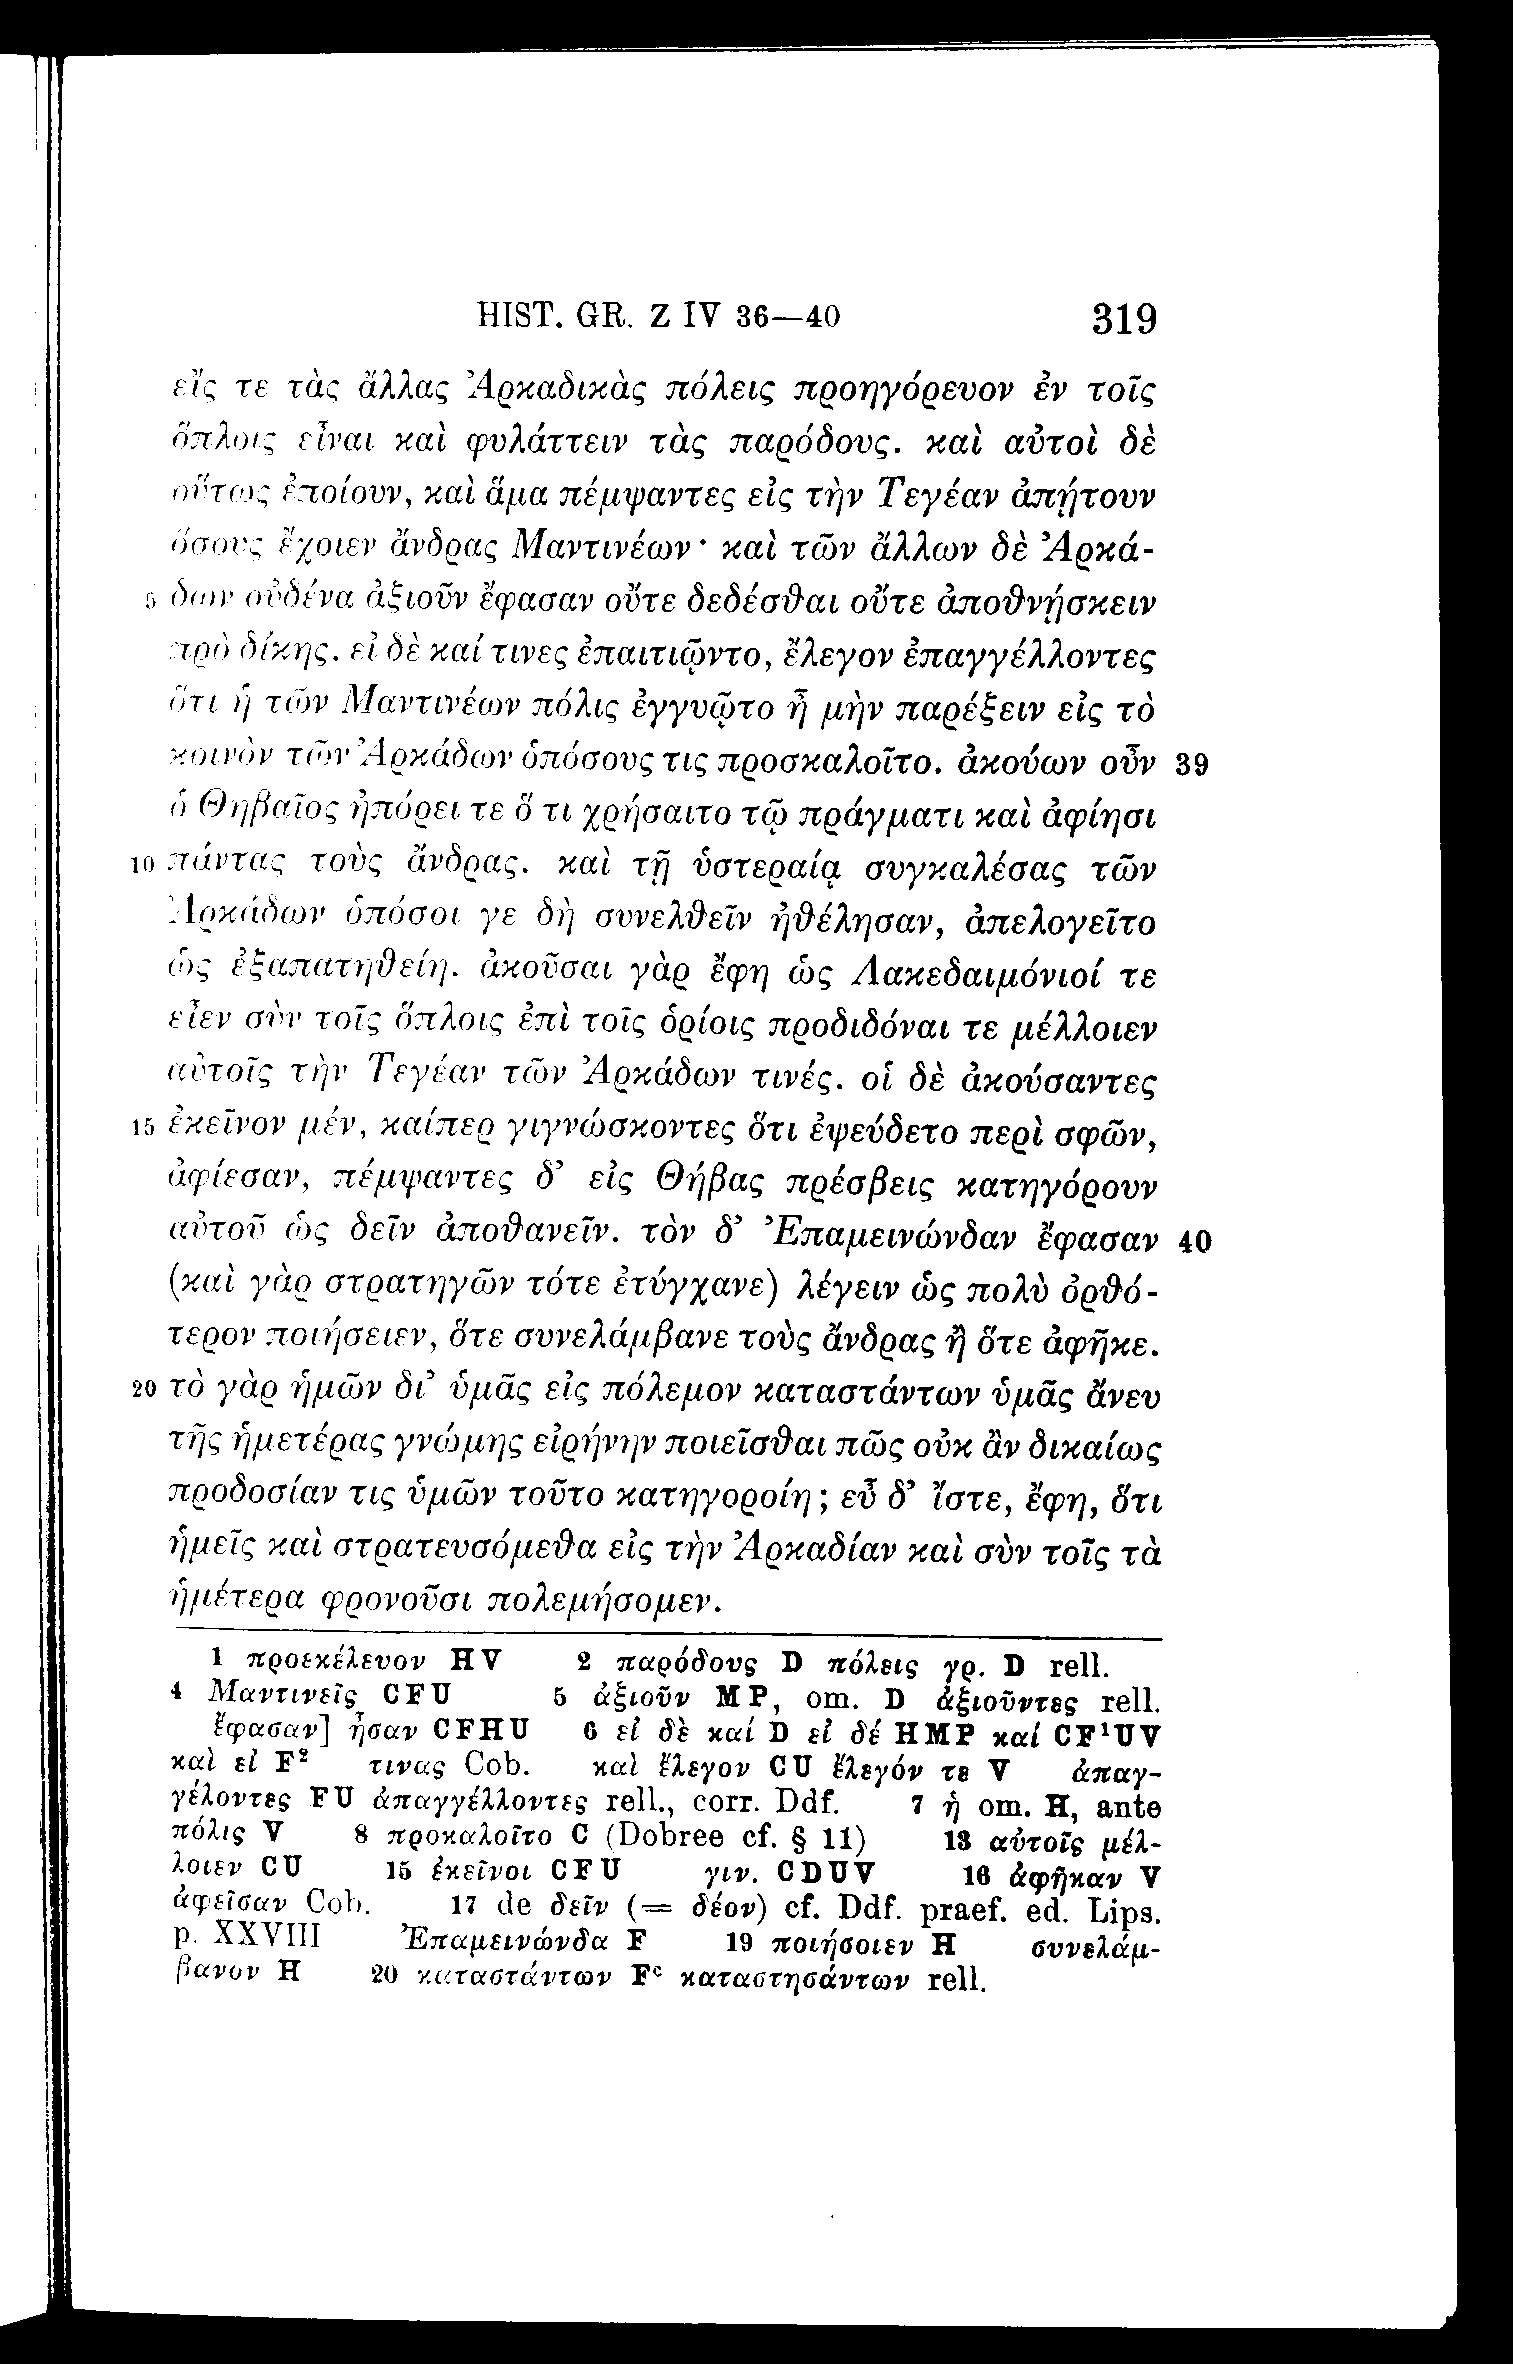 HIST. GR. Z IV 36—40 319
εἴς τε τὰς ἄλλας Ἀρκαδικὰς πόλεις προηγόρευον ἐν τοῖς
ὅπλοις εἶναι καὶ φυλάττειν τὰς παρόδους. καὶ αὐτοὶ δὲ
οὕτως ἐποίουν, καὶ ἅμα πέμψαντες εἰς τὴν Τεγέαν ἀπῄτουν
ὅσους ἔχοιεν ἄνδρας Μαντινέων· καὶ τῶν ἄλλων δὲ Ἀρκά-
5 δων οὐδένα ἀξιοῦν ἔφασαν οὔτε δεδέσθαι οὔτε ἀποθνῄσκειν
πρὸ δίκης. εἰ δὲ καί τινες ἐπαιτιῷντο, ἔλεγον ἐπαγγέλλοντες
ὅτι ἡ τῶν Μαντινέων πόλις ἐγγυῷτο ἦ μὴν παρέξειν εἰς τὸ
κοινὸν τῶν Ἀρκάδων ὁπόσους τις προσκαλοῖτο. ἀκούων οὖν 39
ὁ Θηβαῖος ἠπόρει τε ὅ τι χρήσαιτο τῷ πράγματι καὶ ἀφίησι
10 πάντας τοὺς ἄνδρας. καὶ τῇ ὑστεραίᾳ συγκαλέσας τῶν
Ἀρκάδων ὁπόσοι γε δὴ συνελθεῖν ἠθέλησαν, ἀπελογεῖτο
ὡς ἐξαπατηθείη. ἀκοῦσαι γὰρ ἔφη ὡς Λακεδαιμόνιοί τε
εἶεν σὺν τοῖς ὅπλοις ἐπὶ τοῖς ὁρίοις προδιδόναι τε μέλλοιεν
αὐτοῖς τὴν Τεγέαν τῶν Ἀρκάδων τινές. οἱ δὲ ἀκούσαντες
15 ἐκεῖνον μέν, καίπερ γιγνώσκοντες ὅτι ἐψεύδετο περὶ σφῶν,
ἀφίεσαν, πέμψαντες δ’ εἰς Θήβας πρέσβεις κατηγόρουν
αὐτοῦ ὡς δεῖν ἀποθανεῖν. τὸν δ’ Ἐπαμεινώνδαν ἔφασαν 40
(καὶ γὰρ στρατηγῶν τότε ἐτύγχανε) λέγειν ὡς πολὺ ὀρθό-
τερον ποιήσειεν, ὅτε συνελάμβανε τοὺς ἄνδρας ἢ ὅτε ἀφῆκε.
20 τὸ γὰρ ἡμῶν δι’ ὑμᾶς εἰς πόλεμον καταστάντων ὑμᾶς ἄνευ
τῆς ἡμετέρας γνώμης εἰρήνην ποιεῖσθαι πῶς οὐκ ἂν δικαίως
προδοσίαν τις ὑμῶν τοῦτο κατηγοροίη; εὖ δ’ ἴστε, ἔφη, ὅτι
ἡμεῖς καὶ στρατευσόμεθα εἰς τὴν Ἀρκαδίαν καὶ σὺν τοῖς τὰ
ἡμέτερα φρονοῦσι πολεμήσομεν.
1 προεκέλευον HV 2 παρόδους D πόλεις γρ. D rell.
4 Μαντινεῖς CFU 5 ἀξιοῦν MP, om. D ἀξιοῦντες rell.
ἔφασαν] ἦσαν CFHU 6 εἰ δὲ καί D εἰ δέ HMP καί CF¹UV
καὶ εἰ F² τινας Cob. καὶ ἔλεγον CU ἔλεγόν τε V ἀπαγ-
γέλοντες FU ἀπαγγέλλοντες rell., corr. Ddf. 7 ἡ om. H, ante
πόλις V 8 προκαλοῖτο C (Dobree cf. § 11) 13 αὐτοῖς μέλ-
λοιεν CU 15 ἐκεῖνοι CFU γιν. CDUV 16 ἀφῆκαν V
ἀφεῖσαν Cob. 17 de δεῖν (= δέον) cf. Ddf. praef. ed. Lips.
p. XXVIII Ἐπαμεινώνδα F 19 ποιήσοιεν H συνελάμ-
βανον H 20 καταστάντων Fᶜ καταστησάντων rell.